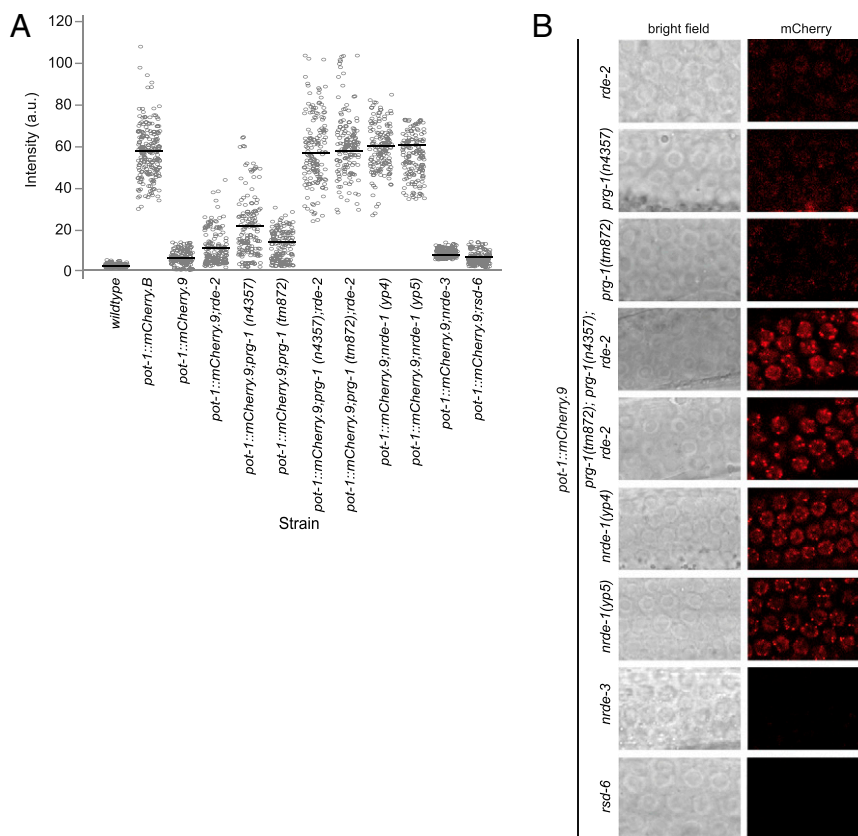 A
120
100
80
60
40
20
0
Intensity (a.u.)
wildtype
pot-1::mCherry.B
pot-1::mCherry.9
pot-1::mCherry.9;rde-2
pot-1::mCherry.9;prg-1 (n4357)
pot-1::mCherry.9;prg-1 (tm872)
pot-1::mCherry.9;prg-1 (n4357);rde-2
pot-1::mCherry.9;prg-1 (tm872);rde-2
pot-1::mCherry.9;nrde-1 (yp4)
pot-1::mCherry.9;nrde-1 (yp5)
pot-1::mCherry.9;nrde-3
pot-1::mCherry.9;rsd-6
Strain
B
bright field
mCherry
pot-1::mCherry.9
rde-2
prg-1(n4357)
prg-1(tm872)
prg-1(n4357);
rde-2
prg-1(tm872);
rde-2
nrde-1(yp4)
nrde-1(yp5)
nrde-3
rsd-6